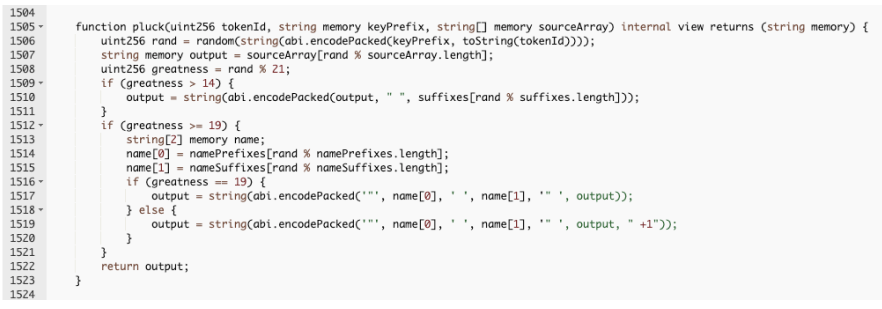 1504
1505 function pluck(uint256 tokenId, string memory keyPrefix, string[] memory sourceArray) internal view returns (string memory) {
1506 uint256 rand = random(string(abi.encodePacked(keyPrefix, toString(tokenId))));
1507 string memory output = sourceArray[rand % sourceArray.length];
1508 uint256 greatness = rand % 21;
1509 if (greatness > 14) {
1510 output = string(abi.encodePacked(output, " ", suffixes[rand % suffixes.length]));
1511 }
1512 if (greatness >= 19) {
1513 string[2] memory name;
1514 name[0] = namePrefixes[rand % namePrefixes.length];
1515 name[1] = nameSuffixes[rand % nameSuffixes.length];
1516 if (greatness == 19) {
1517 output = string(abi.encodePacked('"', name[0], ' ', name[1], '" ', output));
1518 } else {
1519 output = string(abi.encodePacked('"', name[0], ' ', name[1], '" ', output, " +1"));
1520 }
1521 }
1522 return output;
1523 }
1524